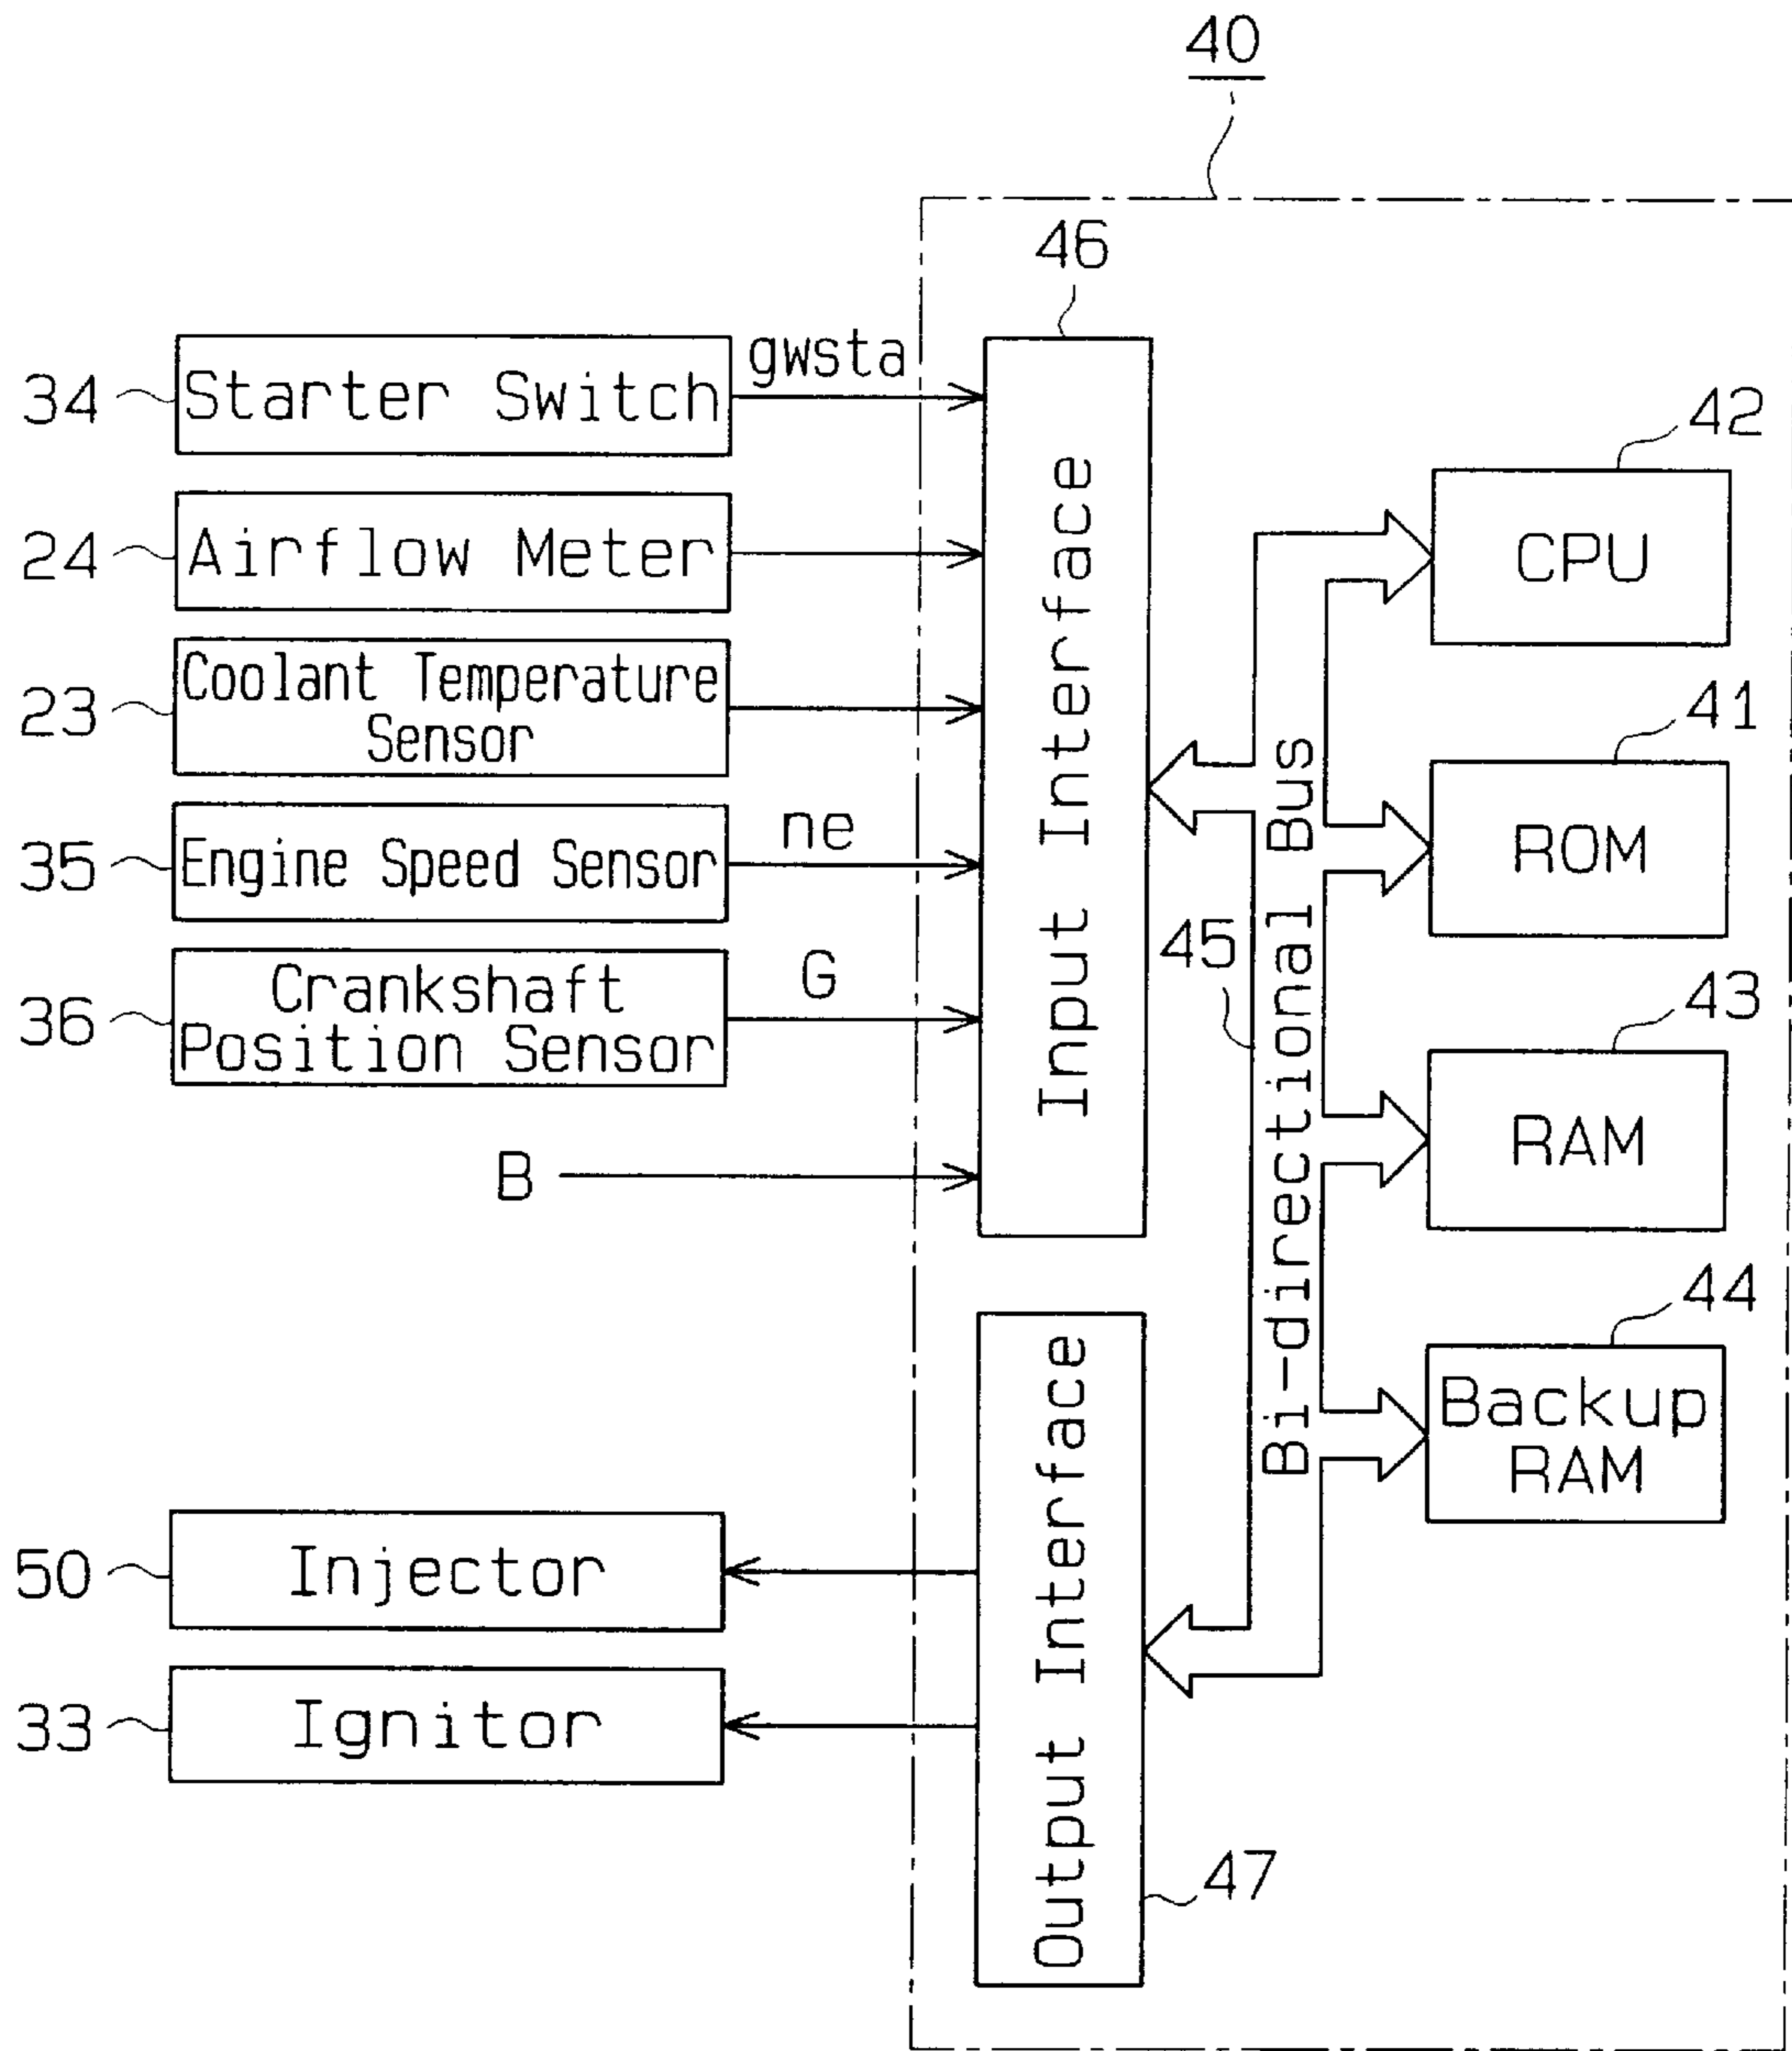 40
46
34
Starter Switch
gwsta
24
Airflow Meter
23
Coolant Temperature
Sensor
35
Engine Speed Sensor
ne
36
Crankshaft
Position Sensor
G
B
Input Interface
45
Bi-directional Bus
42
CPU
41
ROM
43
RAM
44
Backup
RAM
50
Injector
33
Ignitor
Output Interface
47